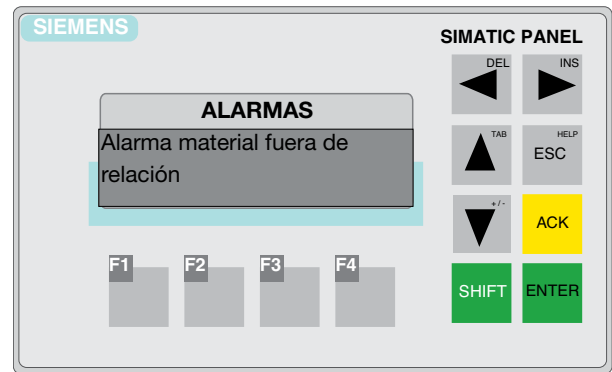 SIEMENS
SIMATIC PANEL
DEL
INS
ALARMAS
Alarma material fuera de
relación
TAB
HELP
ESC
+ / -
ACK
F1
F2
F3
F4
SHIFT
ENTER